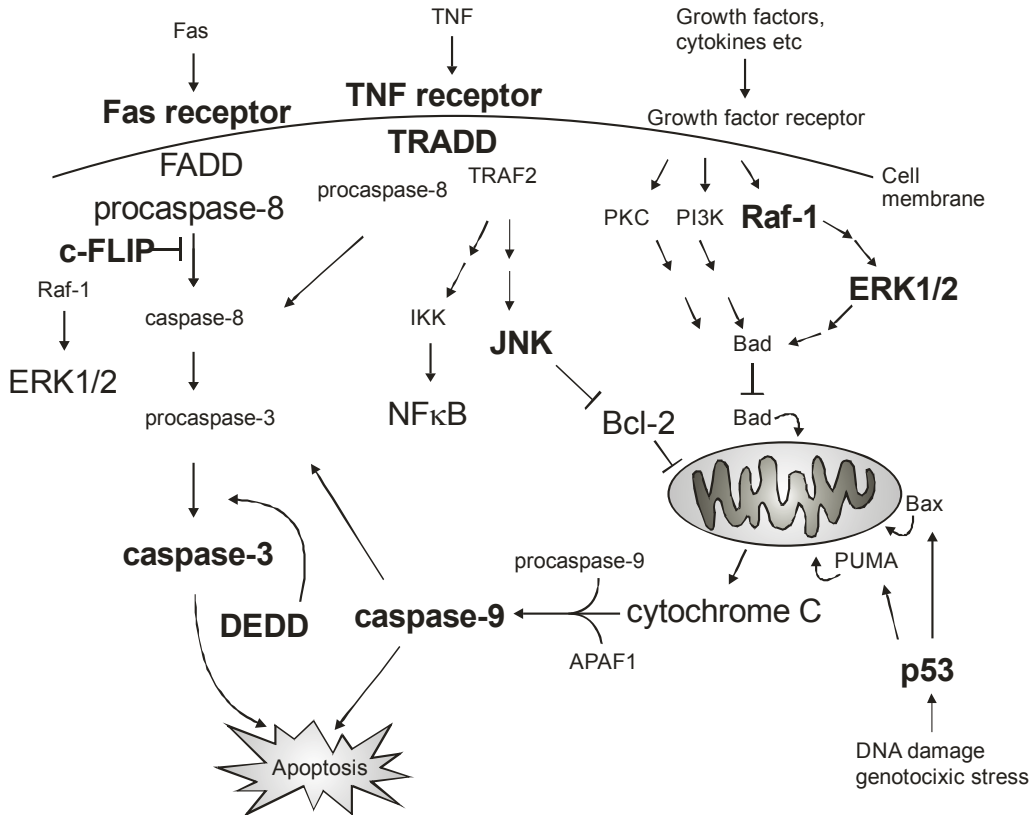 Fas
TNF
Growth factors,
cytokines etc
Fas receptor
TNF receptor
Growth factor receptor
FADD
TRADD
procaspase-8
procaspase-8
TRAF2
Cell
membrane
PKC
PI3K
Raf-1
c-FLIP
Raf-1
ERK1/2
caspase-8
IKK
JNK
Bad
ERK1/2
procaspase-3
NFκB
Bcl-2
Bad
Bax
caspase-3
procaspase-9
PUMA
DEDD
caspase-9
cytochrome C
APAF1
p53
Apoptosis
DNA damage
genotocixic stress